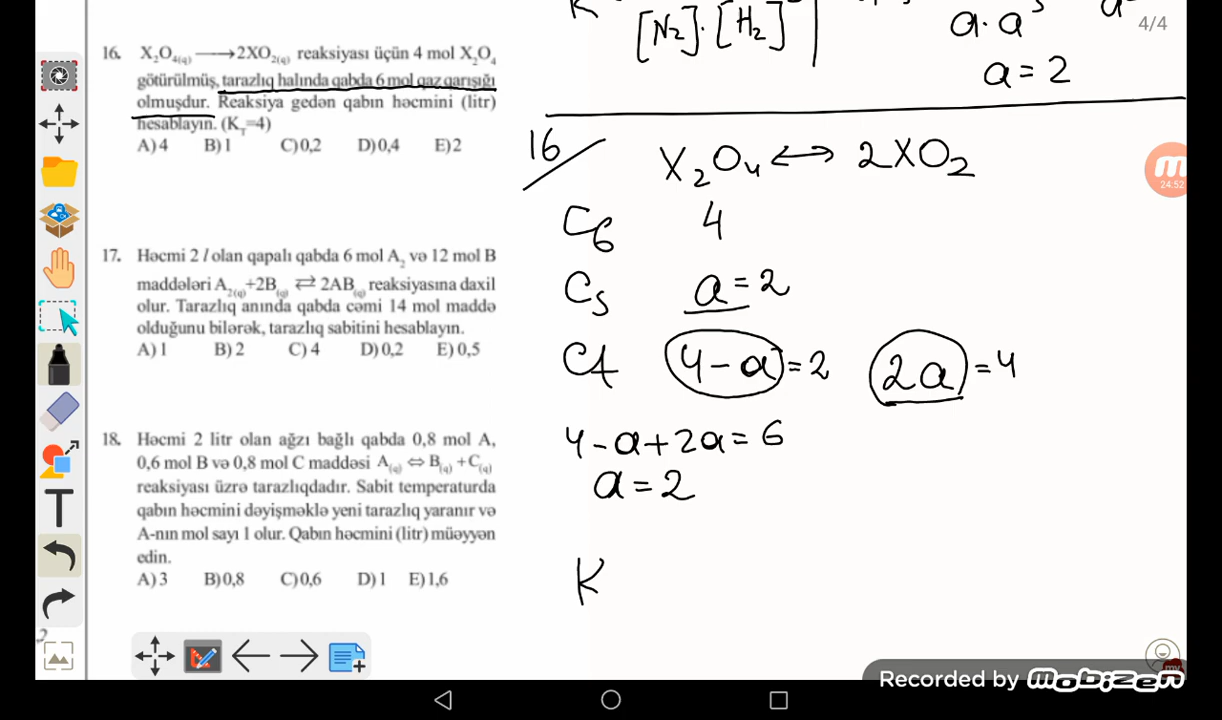 4/4
[N₂]·[H₂]
a·a³
a = 2
16. X₂O₄₍q₎ ⟶ 2XO₂₍q₎ reaksiyası üçün 4 mol X₂O₄
götürülmüş, tarazlıq halında qabda 6 mol qaz qarışığı
olmuşdur. Reaksiya gedən qabın həcmini (litr)
hesablayın. (K_T=4)
A) 4 B) 1 C) 0,2 D) 0,4 E) 2
17. Həcmi 2 l olan qapalı qabda 6 mol A₂ və 12 mol B
maddələri A₂₍q₎+2B₍q₎ ⇄ 2AB₍q₎ reaksiyasına daxil
olur. Tarazlıq anında qabda cəmi 14 mol maddə
olduğunu bilərək, tarazlıq sabitini hesablayın.
A) 1 B) 2 C) 4 D) 0,2 E) 0,5
18. Həcmi 2 litr olan ağzı bağlı qabda 0,8 mol A,
0,6 mol B və 0,8 mol C maddəsi A₍q₎ ⇔ B₍q₎ +C₍q₎
reaksiyası üzrə tarazlıqdadır. Sabit temperaturda
qabın həcmini dəyişməklə yeni tarazlıq yaranır və
A-nın mol sayı 1 olur. Qabın həcmini (litr) müəyyən
edin.
A) 3 B) 0,8 C) 0,6 D) 1 E) 1,6
16/ X₂O₄ ⟷ 2XO₂
C6 4
Cs a = 2
Ct 4 - a = 2 2a = 4
4 - a + 2a = 6
a = 2
K
24:52
Recorded by mobizen